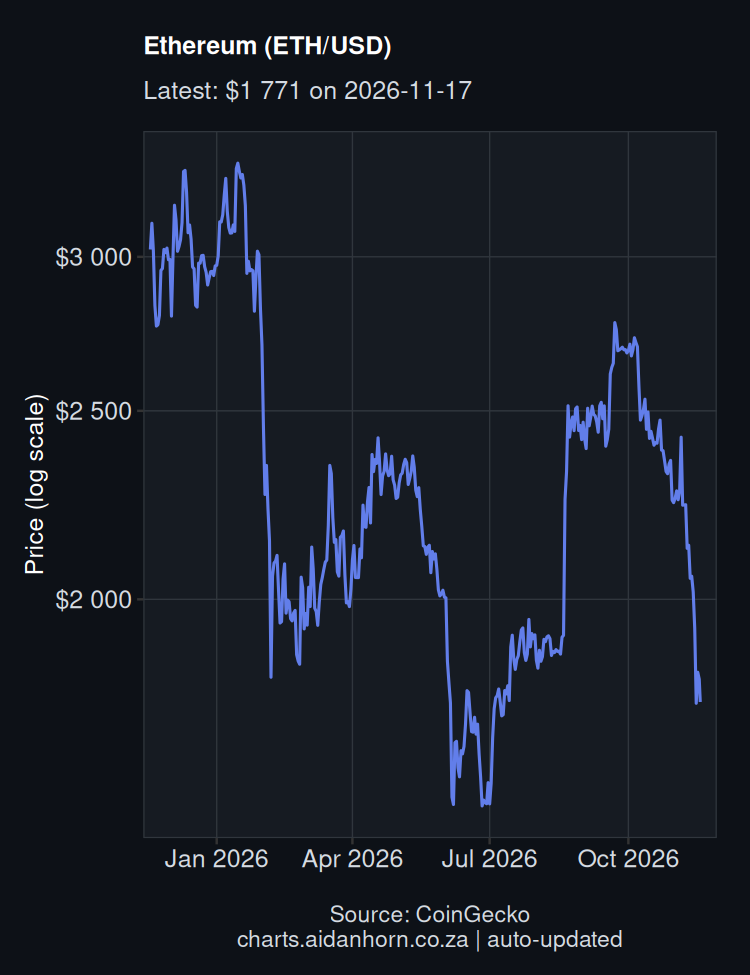 Ethereum (ETH/USD)
Latest: $1 771 on 2026-11-17
$3 000
$2 500
$2 000
Price (log scale)
Jan 2026
Apr 2026
Jul 2026
Oct 2026
Source: CoinGecko
charts.aidanhorn.co.za | auto-updated